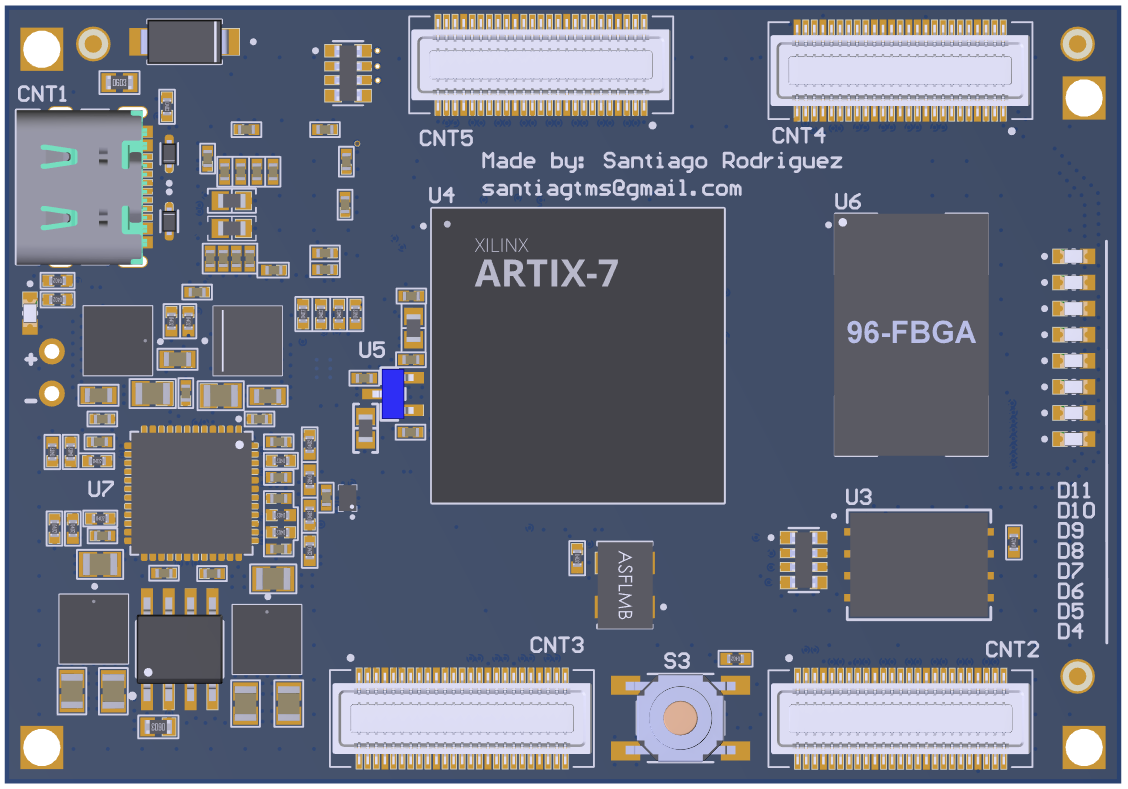 CNT1
CNT5
CNT4
Made by: Santiago Rodriguez
santiagtms@gmail.com
U4
U6
XILINX
ARTIX-7
96-FBGA
U5
+
-
U7
U3
D11
D10
D9
D8
D7
D6
D5
D4
ASFLMB
CNT3
S3
CNT2